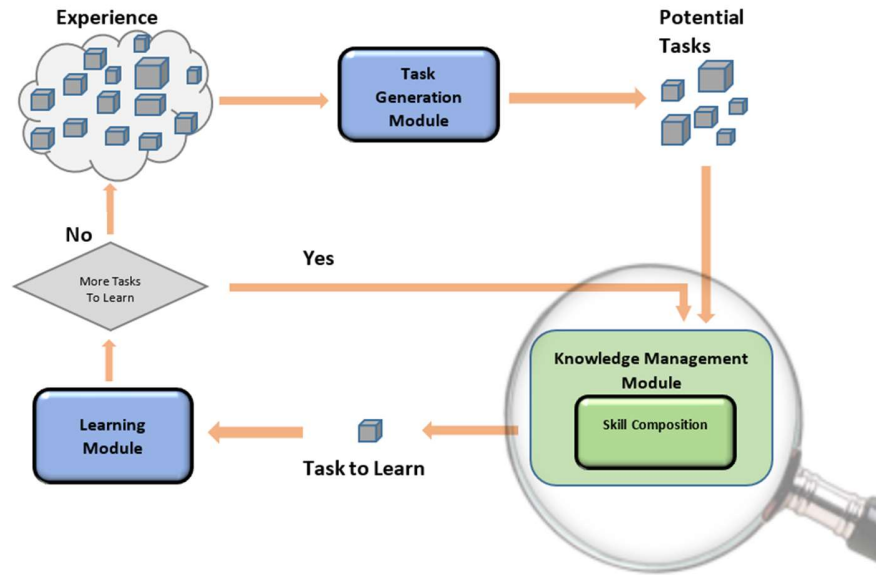 Experience
Task
Generation
Module
Potential
Tasks
No
Yes
More Tasks
To Learn
Knowledge Management
Module
Skill Composition
Learning
Module
Task to Learn